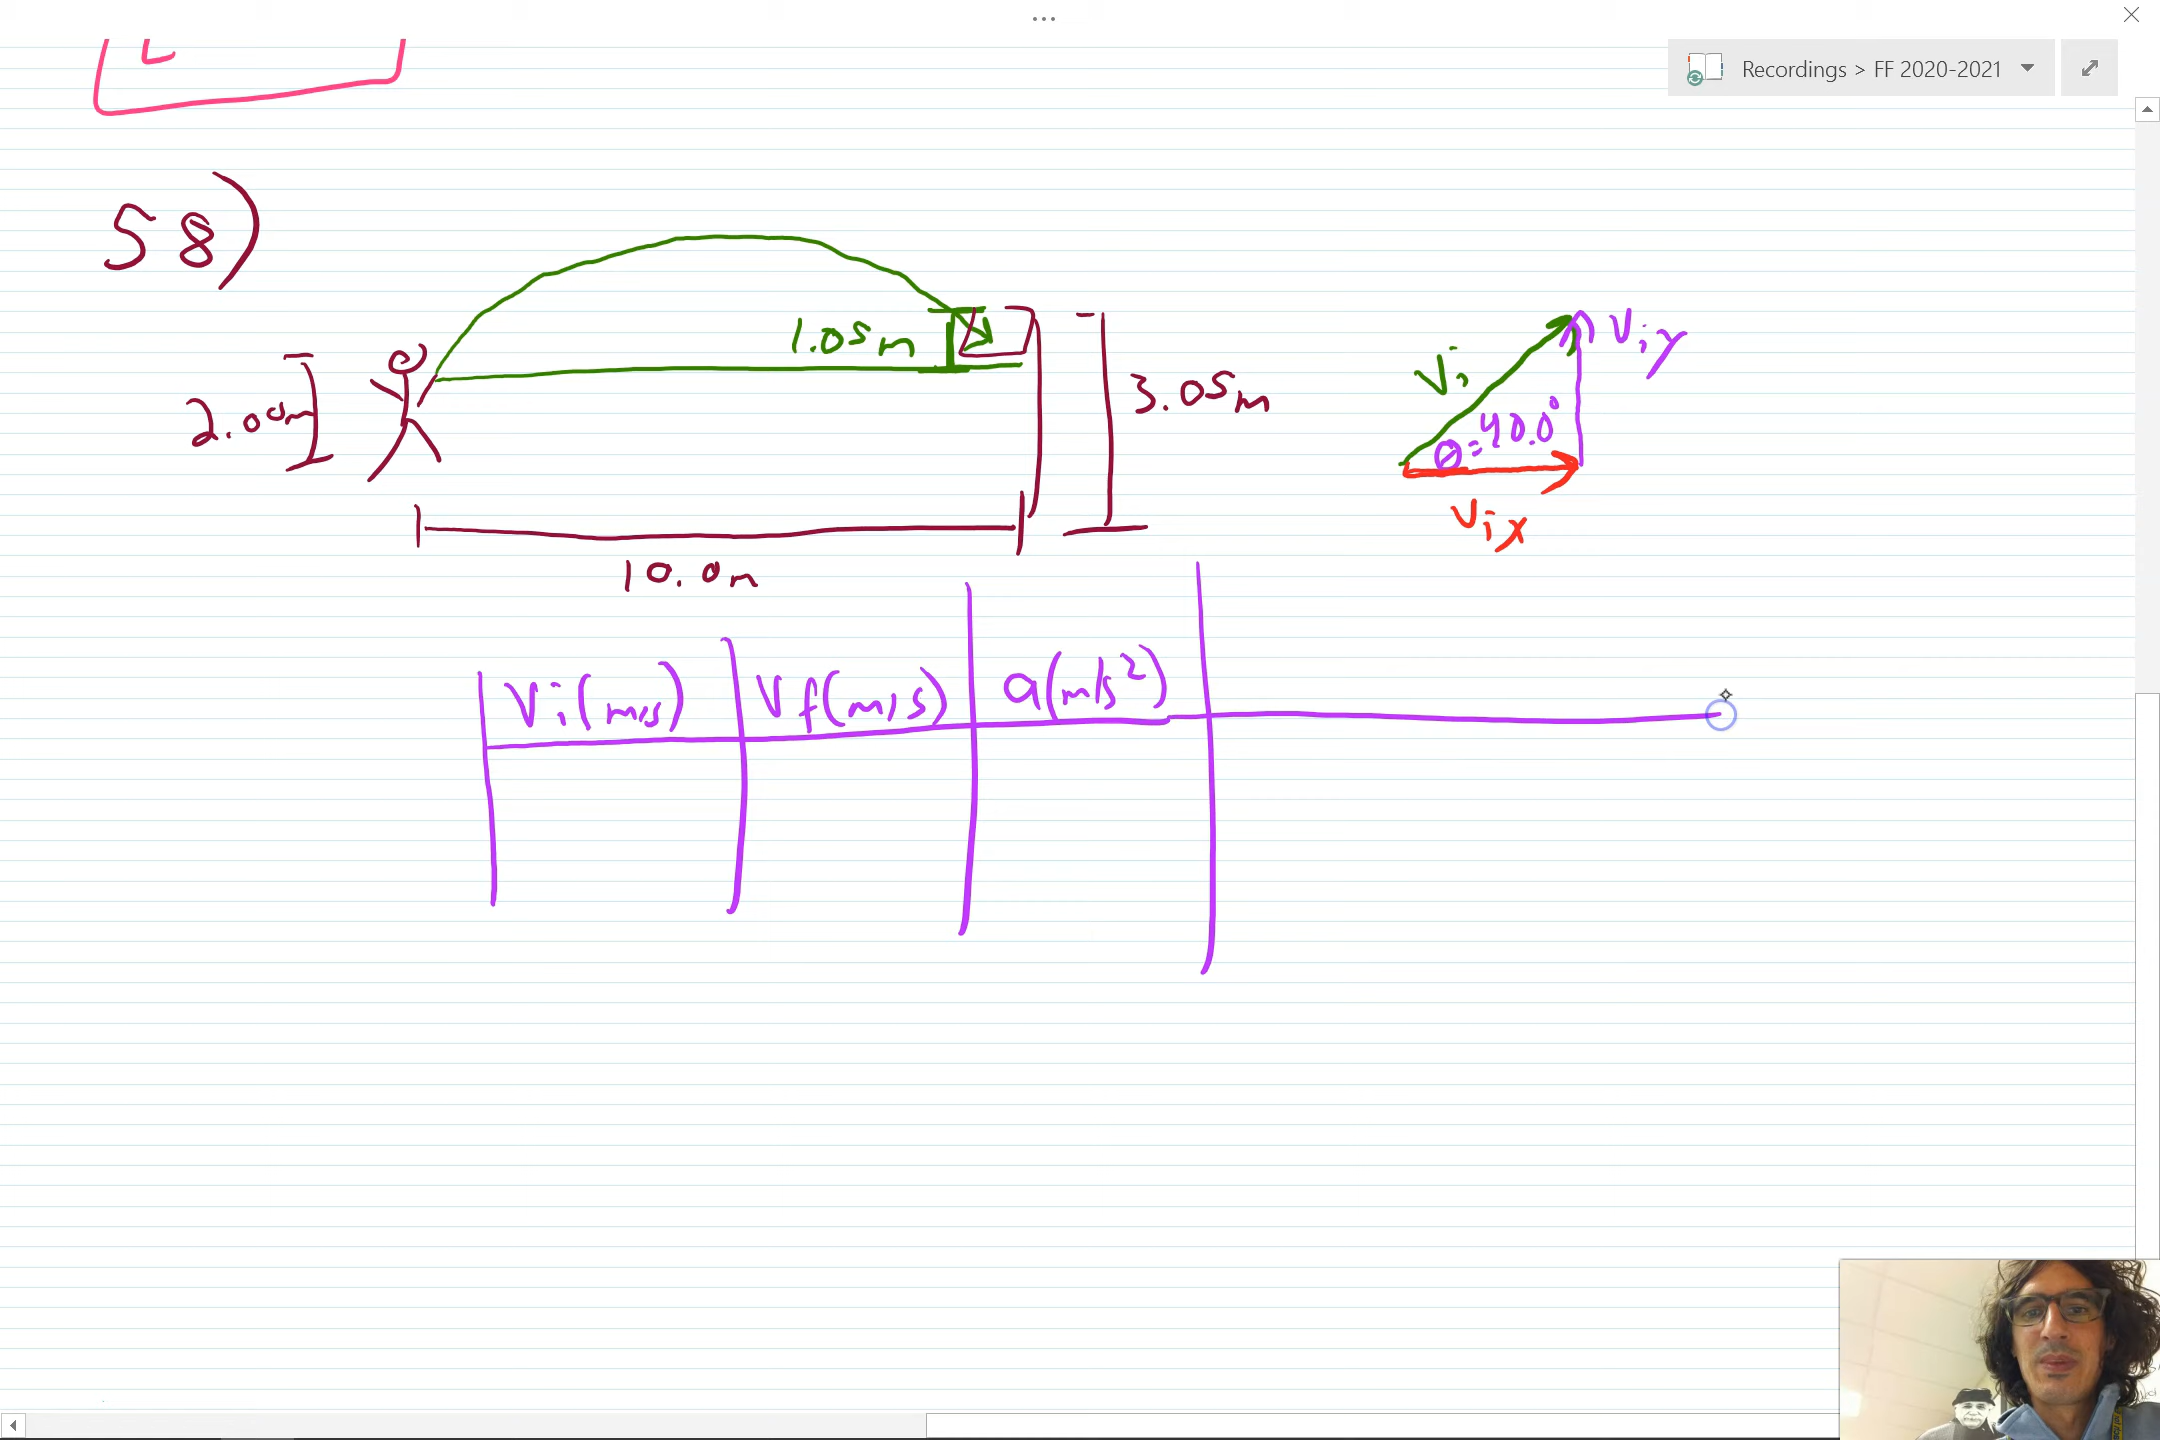 ...
Recordings > FF 2020-2021
58)
1.05m
2.00m
3.05m
10.0m
Vi
Viy
θ=40.0°
Vix
Vi(m/s)
Vf(m/s)
a(m/s²)